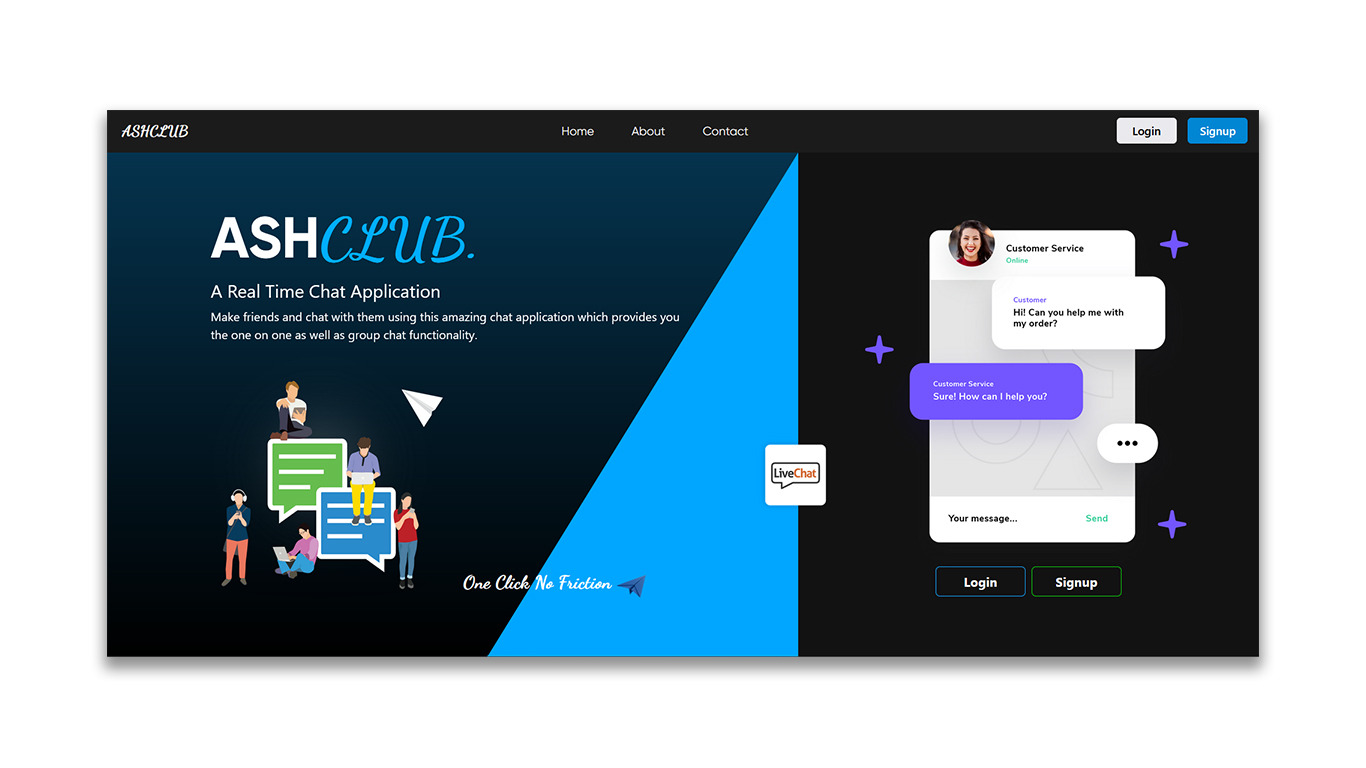 ASHCLUB
Home
About
Contact
Login
Signup
ASHCLUB.
A Real Time Chat Application
Make friends and chat with them using this amazing chat application which provides you
the one on one as well as group chat functionality.
One Click No Friction
LiveChat
Customer Service
Online
Customer
Hi! Can you help me with
my order?
Customer Service
Sure! How can I help you?
Your message...
Send
Login
Signup